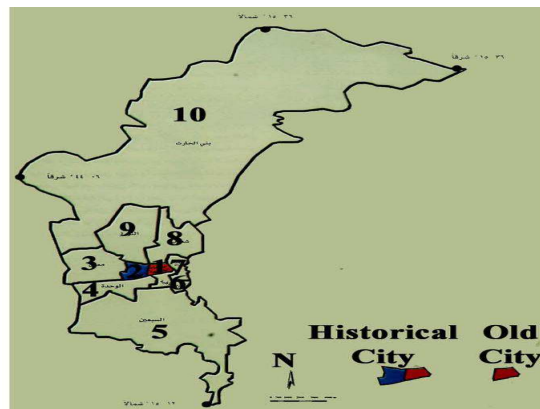 ٣٦ ١٥° شمالا
٣٦ ١٥° شرقاً
10
بني الحارث
٠٦ ٤٤° شرقاً
9
8
3
2
1
7
4
الوحدة
6
السبعين
5
Historical
City
Old
City
N
١٢ ١٥° شمالا